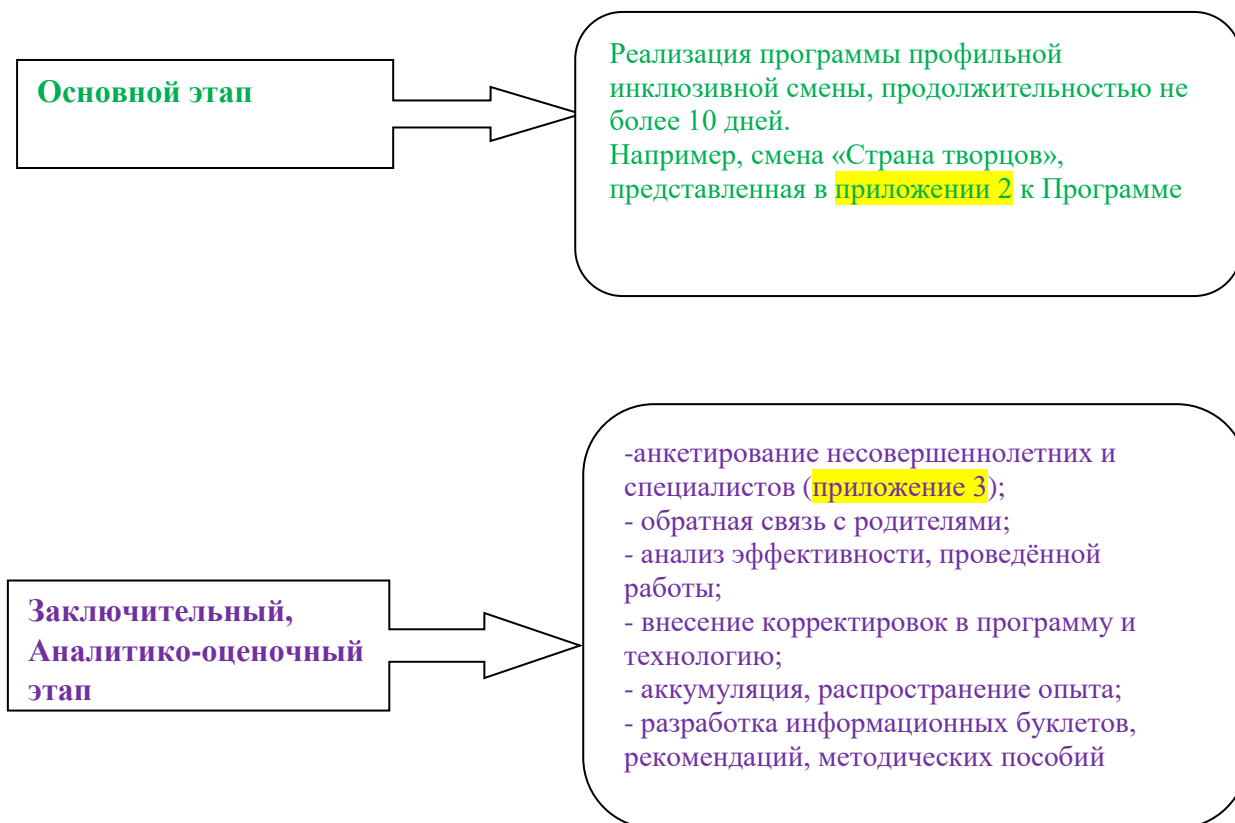 Основной этап
Реализация программы профильной
инклюзивной смены, продолжительностью не
более 10 дней.
Например, смена «Страна творцов»,
представленная в приложении 2 к Программе
Заключительный,
Аналитико-оценочный
этап
-анкетирование несовершеннолетних и
специалистов (приложение 3);
- обратная связь с родителями;
- анализ эффективности, проведённой
работы;
- внесение корректировок в программу и
технологию;
- аккумуляция, распространение опыта;
- разработка информационных буклетов,
рекомендаций, методических пособий